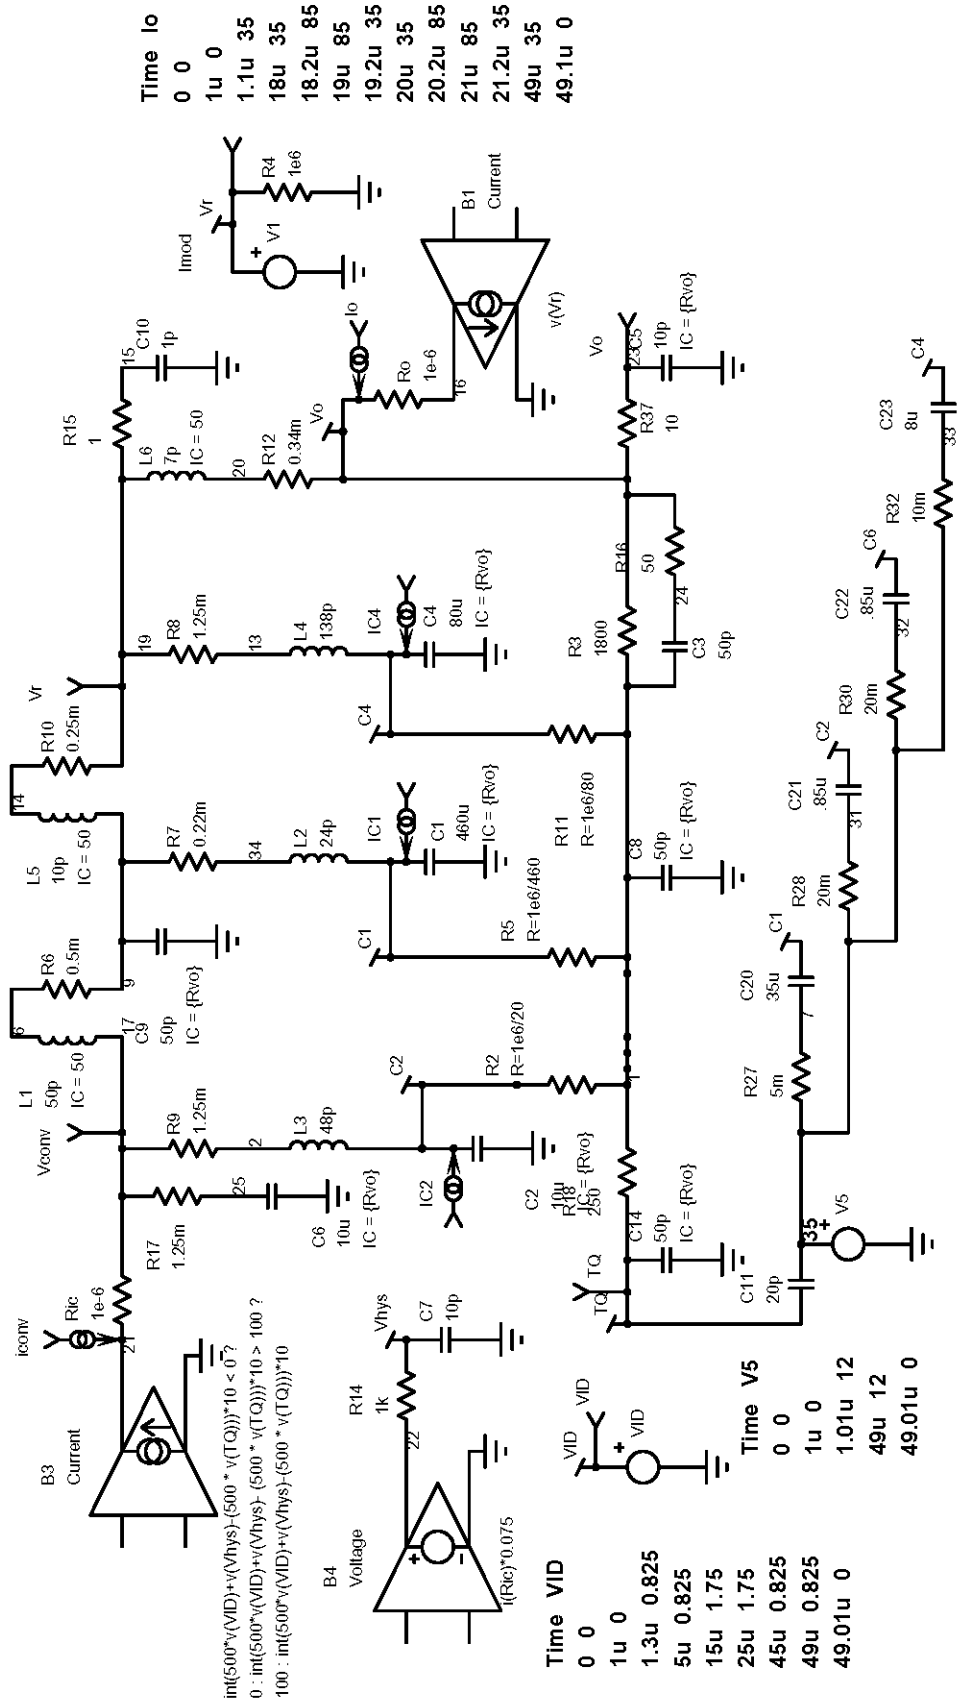 B3
Current
iconv
Ric
1e-6
21
int(500*v(VID)+v(Vhys)-(500 * v(TQ)))*10 < 0 ?
0 : int(500*v(VID)+v(Vhys)- (500 * v(TQ)))*10 > 100 ?
100 : int(500*v(VID)+v(Vhys)-(500 * v(TQ)))*10
R17
1.25m
25
C6
10u
IC = {Rvo}
Vconv
R9
1.25m
2
L3
48p
IC2
C2
10u
IC = {Rvo}
C2
L1
50p
IC = 50
6
R6
0.5m
17
9
C9
50p
IC = {Rvo}
L5
10p
IC = 50
14
R10
0.25m
R7
0.22m
34
L2
24p
C1
IC1
C1
460u
IC = {Rvo}
Vr
19
R8
1.25m
13
L4
138p
C4
IC4
C4
80u
IC = {Rvo}
R15
1
15
C10
1p
L6
7p
IC = 50
20
R12
0.34m
Vo
Io
Ro
1e-6
16
B1
Current
v(Vr)
Imod
Vr
V1
+
R4
1e6
Time Io
0 0
1u 0
1.1u 35
18u 35
18.2u 85
19u 85
19.2u 35
20u 35
20.2u 85
21u 85
21.2u 35
49u 35
49.1u 0
B4
Voltage
+
-
i(Ric)*0.075
22
R14
1k
Vhys
C7
10p
TQ
TQ
C14
50p
IC = {Rvo}
R18
250
1
R2
R=1e6/20
R5
R=1e6/460
R11
R=1e6/80
C8
50p
IC = {Rvo}
R3
1800
C3
50p
24
R16
50
R37
10
Vo
23
C5
10p
IC = {Rvo}
VID
VID
+
VID
C11
20p
35
+
V5
R27
5m
7
C20
35u
C1
R28
20m
31
C21
.85u
C2
R30
20m
32
C22
.85u
C6
R32
10m
33
C23
8u
C4
Time VID
0 0
1u 0
1.3u 0.825
5u 0.825
15u 1.75
25u 1.75
45u 0.825
49u 0.825
49.01u 0
Time V5
0 0
1u 0
1.01u 12
49u 12
49.01u 0